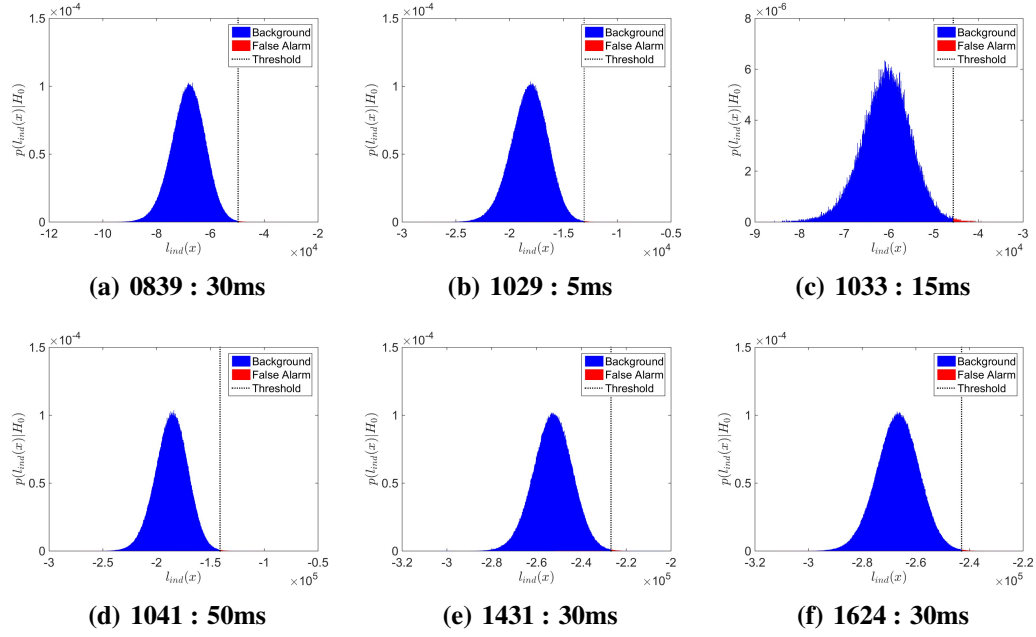 1.5 ×10⁻⁴
Background
False Alarm
Threshold
1
0.5
0
p(l_ind(x)|H₀)
-12 -10 -8 -6 -4 -2
l_ind(x) ×10⁴
(a) 0839 : 30ms
1.5 ×10⁻⁴
Background
False Alarm
Threshold
1
0.5
0
p(l_ind(x)|H₀)
-3 -2.5 -2 -1.5 -1 -0.5
l_ind(x) ×10⁴
(b) 1029 : 5ms
8 ×10⁻⁶
Background
False Alarm
Threshold
6
4
2
0
p(l_ind(x)|H₀)
-9 -8 -7 -6 -5 -4 -3
l_ind(x) ×10⁴
(c) 1033 : 15ms
1.5 ×10⁻⁴
Background
False Alarm
Threshold
1
0.5
0
p(l_ind(x)|H₀)
-3 -2.5 -2 -1.5 -1 -0.5
l_ind(x) ×10⁵
(d) 1041 : 50ms
1.5 ×10⁻⁴
Background
False Alarm
Threshold
1
0.5
0
p(l_ind(x)|H₀)
-3 -2.8 -2.6 -2.4 -2.2 -2
l_ind(x) ×10⁵
(e) 1431 : 30ms
1.5 ×10⁻⁴
Background
False Alarm
Threshold
1
0.5
0
p(l_ind(x)|H₀)
-3.2 -3 -2.8 -2.6 -2.4 -2.2
l_ind(x) ×10⁵
(f) 1624 : 30ms